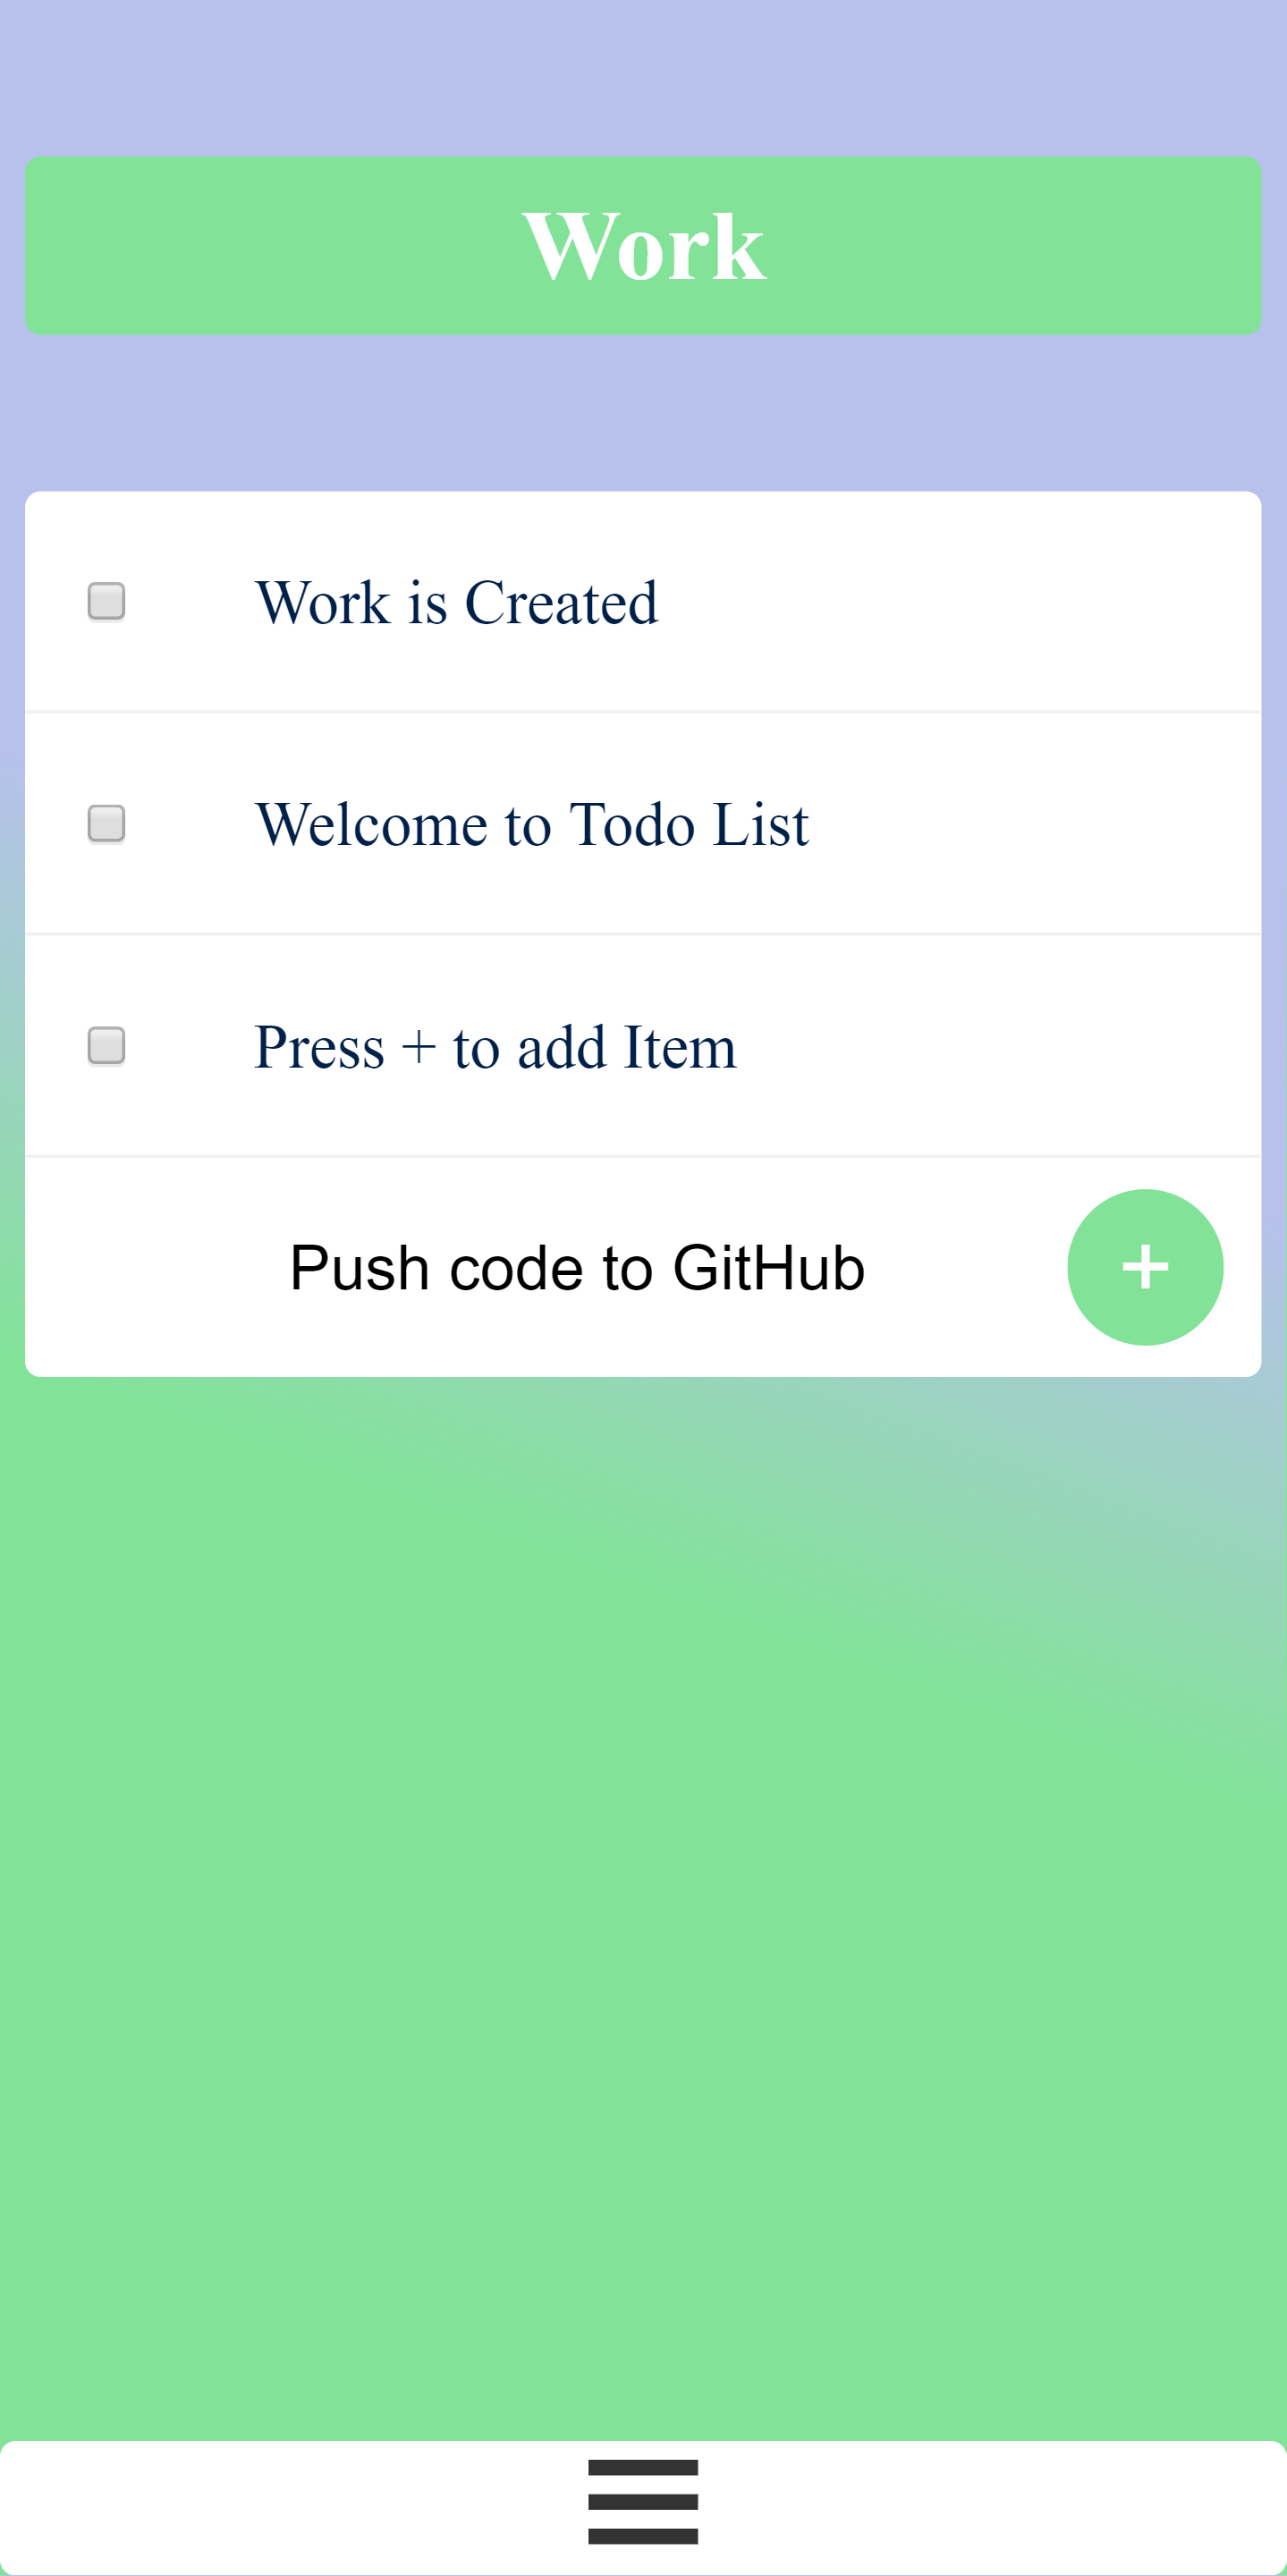 Work
Work is Created
Welcome to Todo List
Press + to add Item
Push code to GitHub +